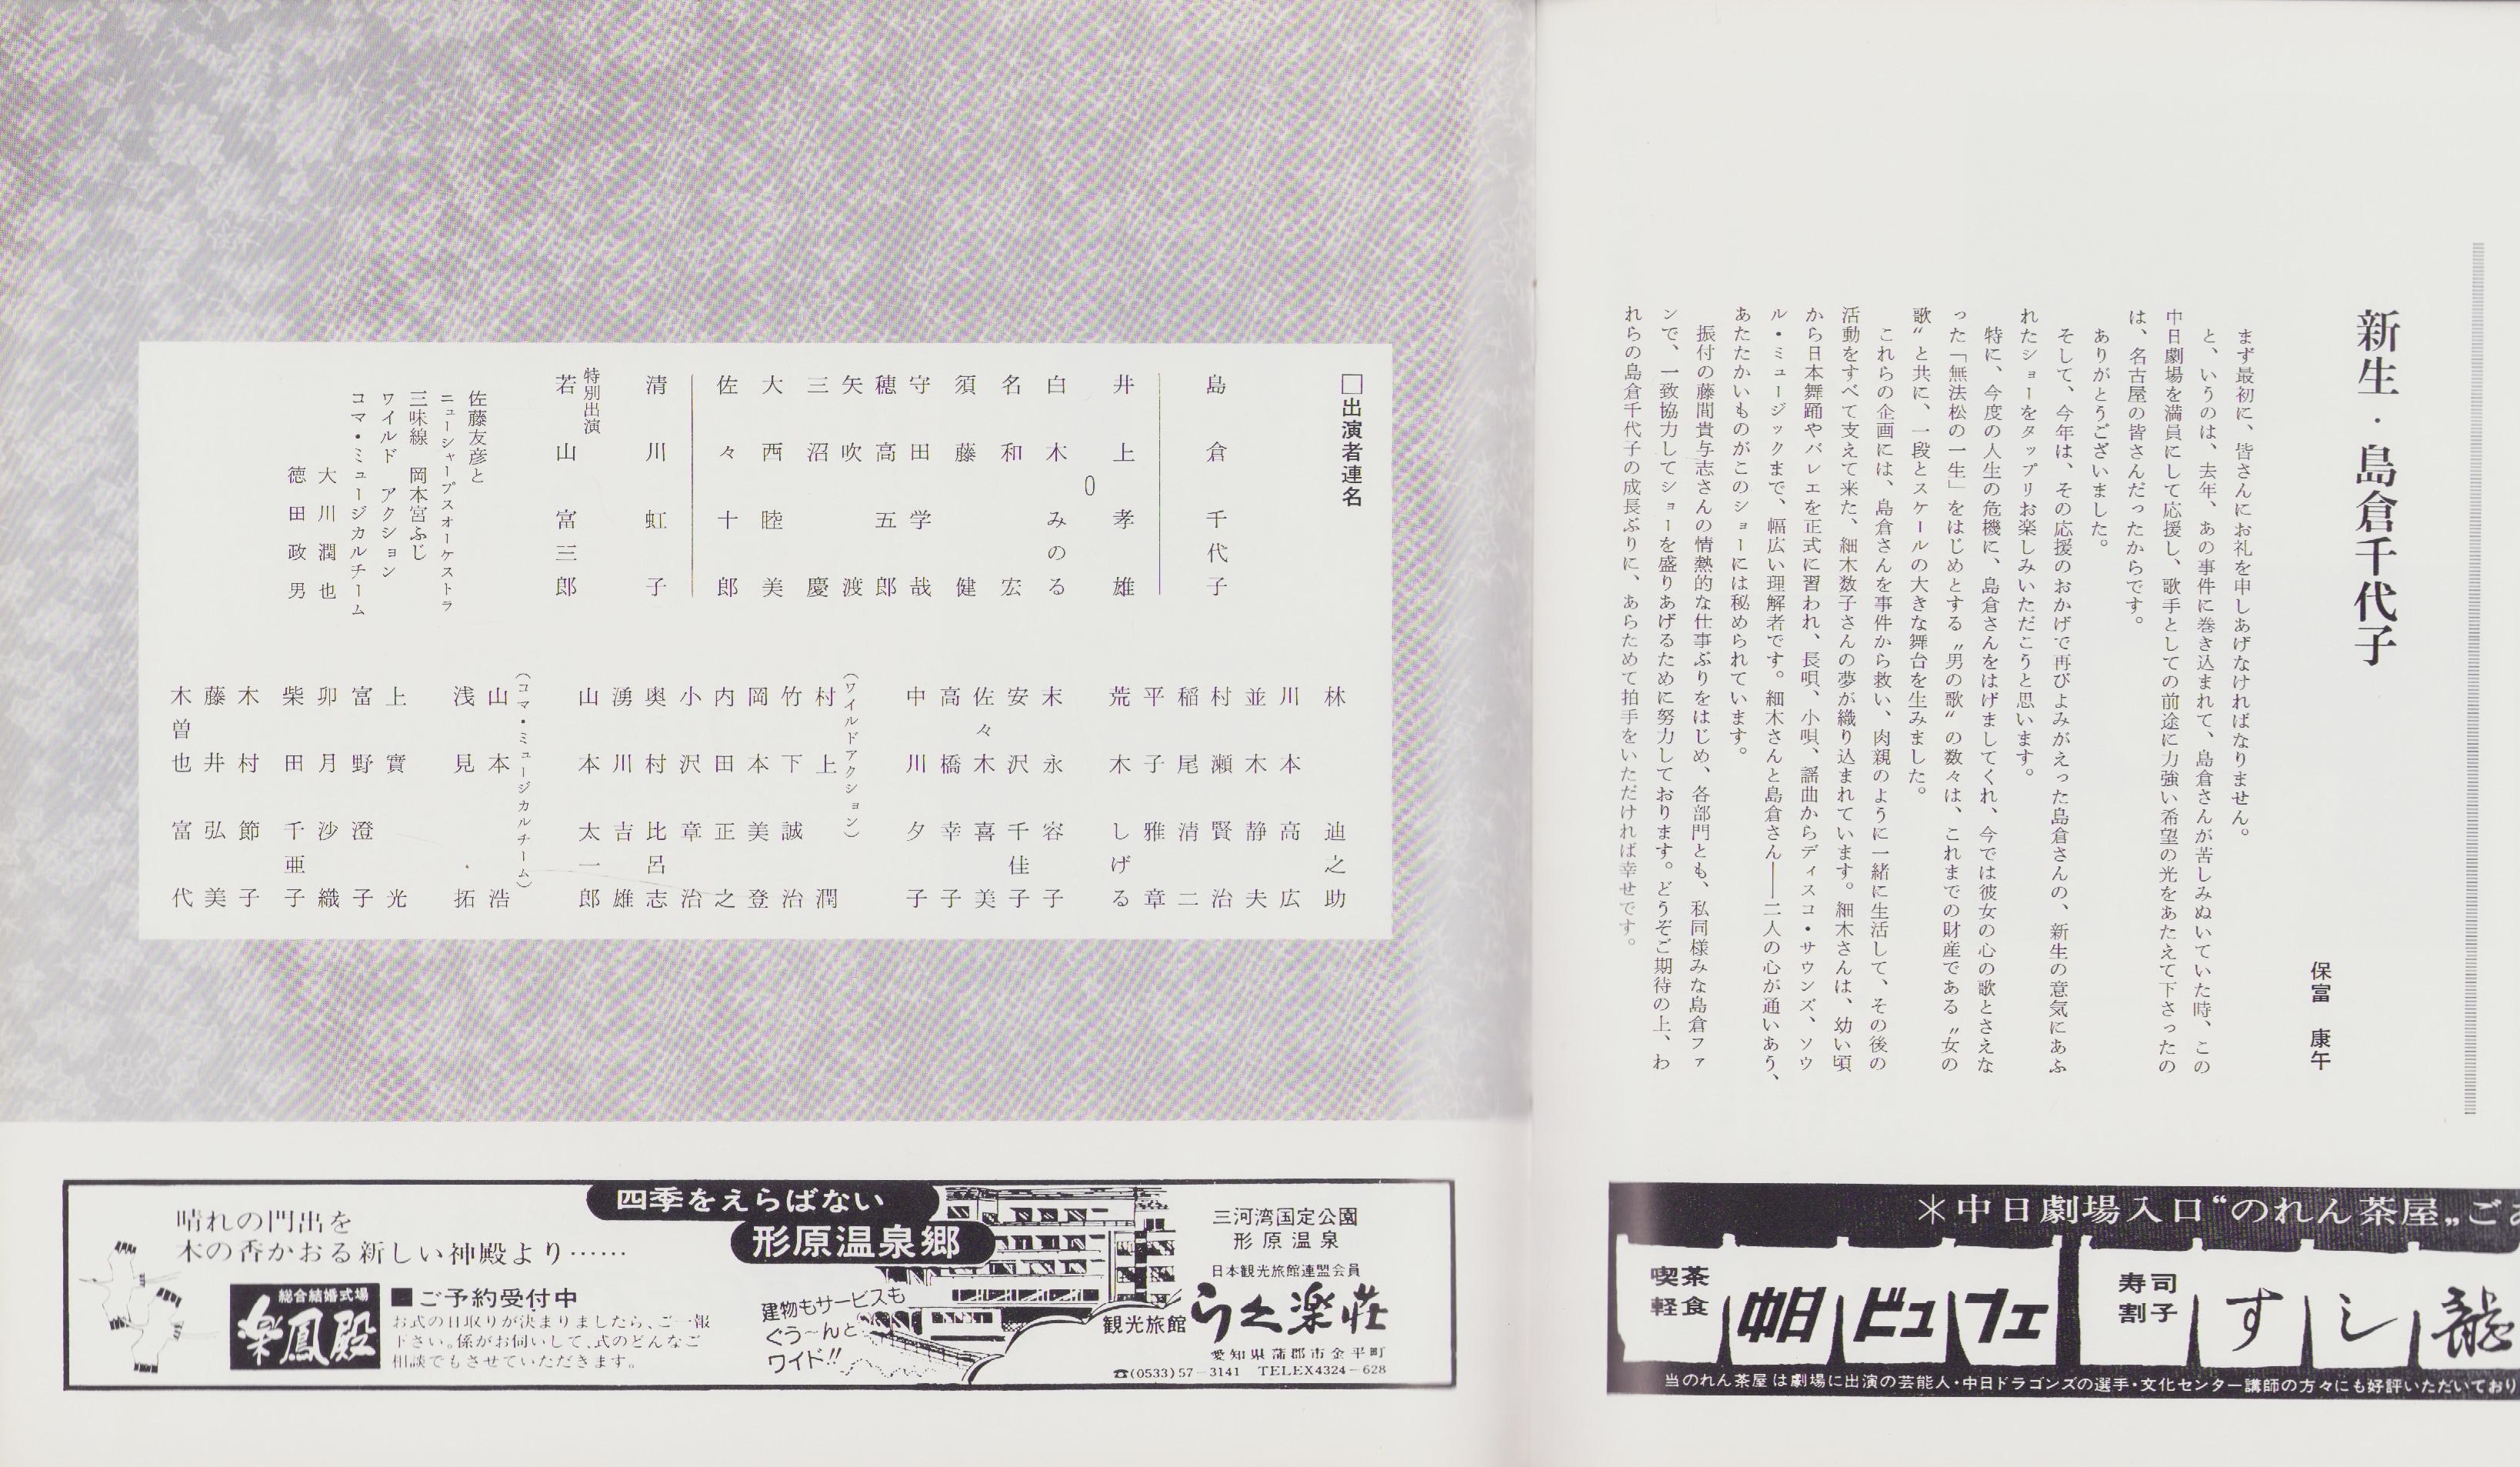 新生・島倉千代子
保富 康午
まず最初に、皆さんにお礼を申しあげなければなりません。
と、いうのは、去年、あの事件に巻き込まれて、島倉さんが苦しみぬいていた時、この
中日劇場を満員にして応援し、歌手としての前途に力強い希望の光をあたえて下さったの
は、名古屋の皆さんだったからです。
ありがとうございました。
そして、今年は、その応援のおかげで再びよみがえった島倉さんの、新生の意気にあふ
れたショーをタップリお楽しみいただこうと思います。
特に、今度の人生の危機に、島倉さんをはげましてくれ、今では彼女の心の歌とさえな
った「無法松の一生」をはじめとする〝男の歌〟の数々は、これまでの財産である〝女の
歌〟と共に、一段とスケールの大きな舞台を生みました。
これらの企画には、島倉さんを事件から救い、肉親のように一緒に生活して、その後の
活動をすべて支えて来た、細木数子さんの夢が織り込まれています。細木さんは、幼い頃
から日本舞踊やバレエを正式に習われ、長唄、小唄、謡曲からディスコ・サウンズ、ソウ
ル・ミュージックまで、幅広い理解者です。細木さんと島倉さん――二人の心が通いあう、
あたたかいものがこのショーには秘められています。
振付の藤間貴与志さんの情熱的な仕事ぶりをはじめ、各部門とも、私同様みな島倉ファ
ンで、一致協力してショーを盛りあげるために努力しております。どうぞご期待の上、わ
れらの島倉千代子の成長ぶりに、あらためて拍手をいただければ幸せです。
＊中日劇場入口“のれん茶屋„ご
喫茶
軽食
中日ビュフェ
寿司
割子
すし龍
当のれん茶屋は劇場に出演の芸能人・中日ドラゴンズの選手・文化センター講師の方々にも好評いただいており
□出演者連名
島倉千代子
井上孝雄
0
白木みのる
名和宏
須藤健
守田学哉
穂高五郎
矢吹渡
三沼慶
大西睦美
佐々十郎
清川虹子
特別出演
若山富三郎
佐藤友彦と
ニューシャープスオーケストラ
三味線 岡本宮ふじ
ワイルド アクション
コマ・ミュージカルチーム
大川潤也
徳田政男
林迪之助
川本高広
並木静夫
村瀬賢治
稲尾清二
平子雅章
荒木しげる
末永容子
安沢千佳子
佐々木喜美
高橋幸子
中川夕子
（ワイルドアクション）
村上潤
竹下誠治
岡本美登
内田正之
小沢章治
奥村比呂志
湧川吉雄
山本太一郎
（コマ・ミュージカルチーム）
山本浩
浅見拓
上實光
富野澄子
卯月沙織
柴田千亜子
木村節子
藤井弘美
木曽也富代
晴れの門出を
木の香かおる新しい神殿より……
総合結婚式場
楽鳳殿
■ご予約受付中
お式の日取りが決まりましたら、ご一報
下さい。係がお伺いして、式のどんなご
相談でもさせていただきます。
四季をえらばない
形原温泉郷
建物もサービスも
ぐう〜んと
ワイド!!
三河湾国定公園
形原温泉
日本観光旅館連盟会員
観光旅館
らく楽荘
愛知県蒲郡市金平町
☎(0533)57－3141 TELEX4324－628